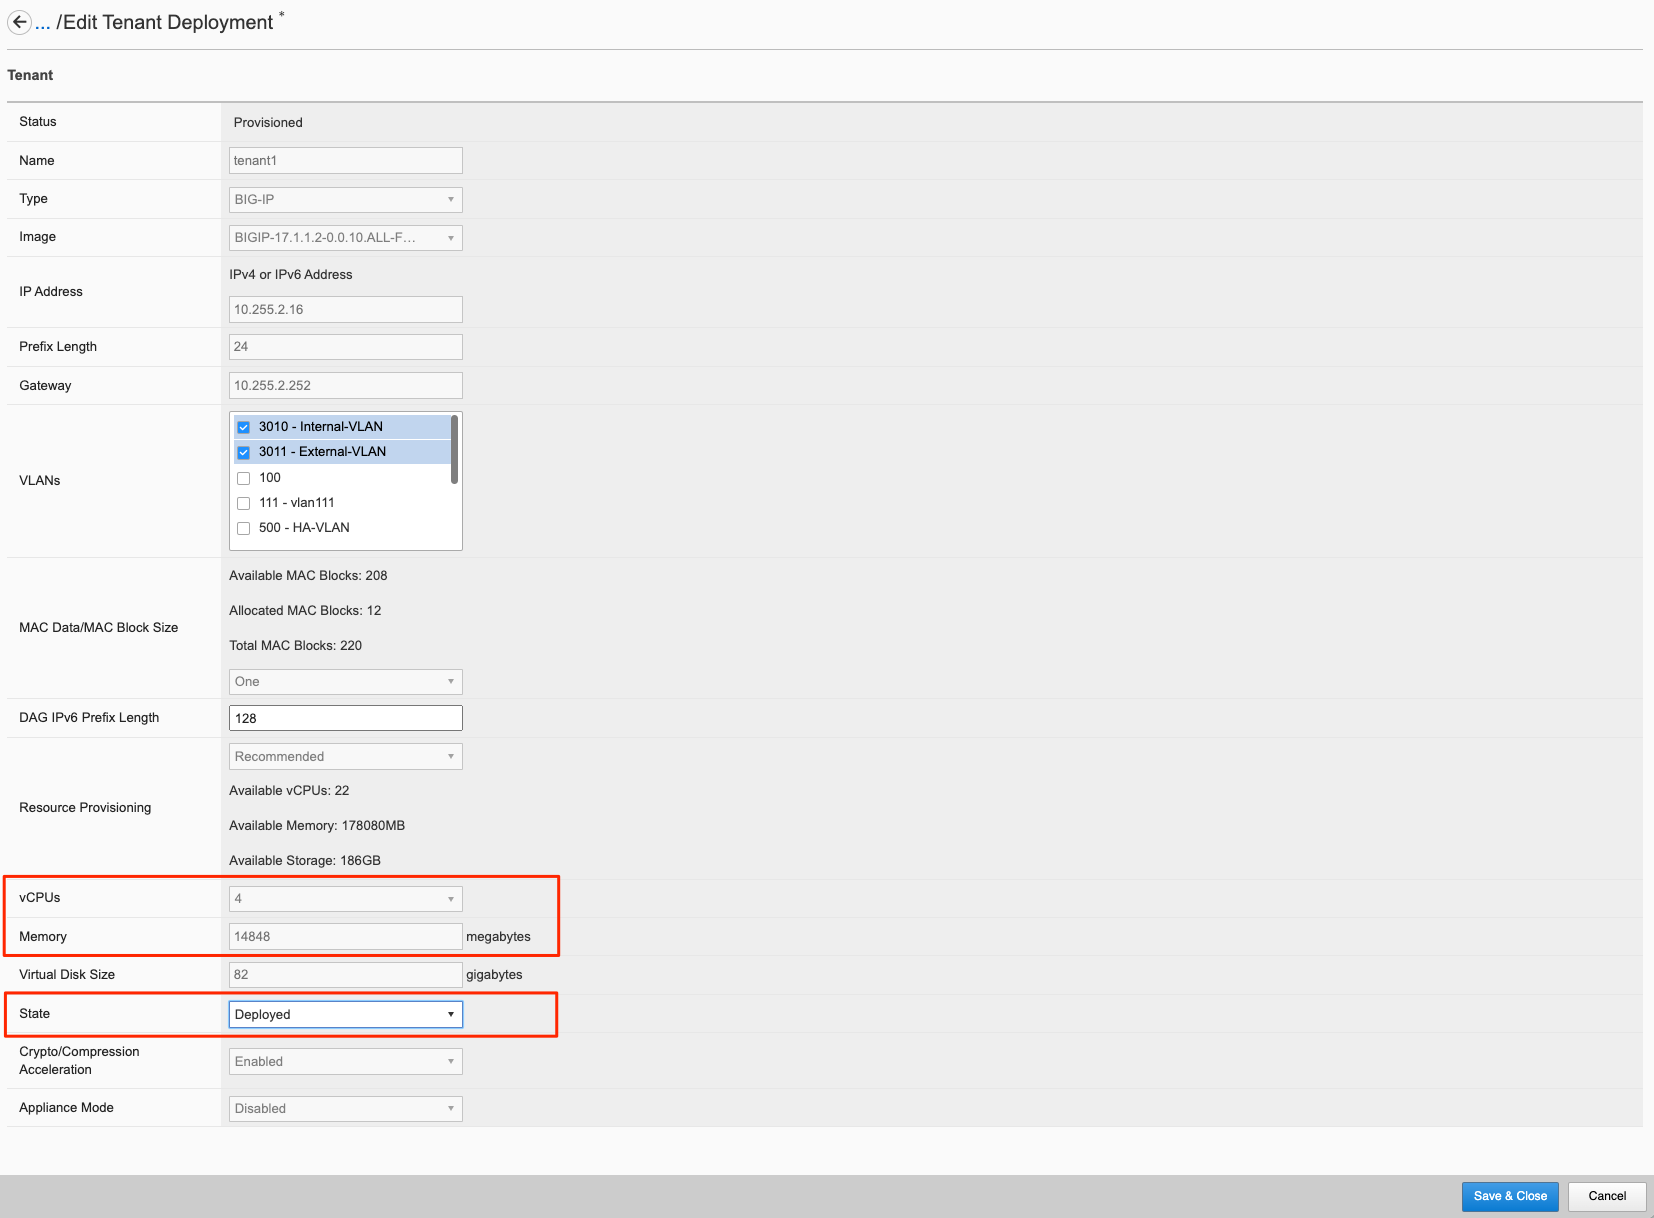 ... /Edit Tenant Deployment *
Tenant
Status Provisioned
Name tenant1
Type BIG-IP
Image BIGIP-17.1.1.2-0.0.10.ALL-F...
IPv4 or IPv6 Address
IP Address
10.255.2.16
Prefix Length 24
Gateway 10.255.2.252
3010 - Internal-VLAN
3011 - External-VLAN
VLANs
100
111 - vlan111
500 - HA-VLAN
Available MAC Blocks: 208
Allocated MAC Blocks: 12
MAC Data/MAC Block Size
Total MAC Blocks: 220
One
DAG IPv6 Prefix Length 128
Recommended
Available vCPUs: 22
Resource Provisioning
Available Memory: 178080MB
Available Storage: 186GB
vCPUs 4
Memory 14848 megabytes
Virtual Disk Size 82 gigabytes
State Deployed
Crypto/Compression
Acceleration Enabled
Appliance Mode Disabled
Save & Close Cancel